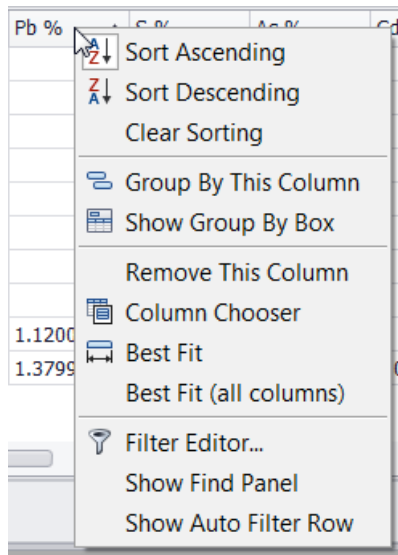 Pb % S % As % Cd
Sort Ascending
Sort Descending
Clear Sorting
Group By This Column
Show Group By Box
Remove This Column
Column Chooser
1.1200
Best Fit
1.3799
Best Fit (all columns)
Filter Editor...
Show Find Panel
Show Auto Filter Row